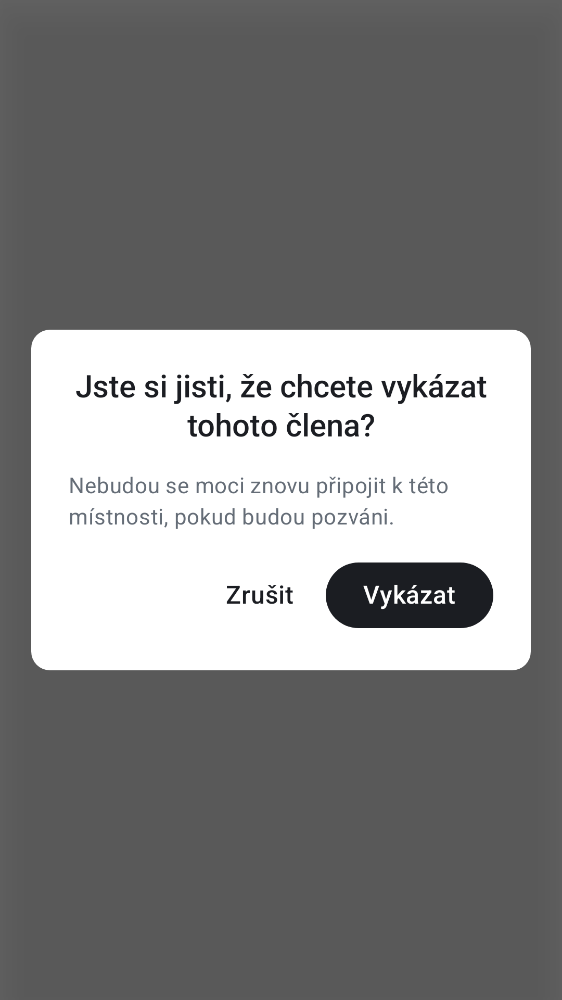 Jste si jisti, že chcete vykázat
tohoto člena?
Nebudou se moci znovu připojit k této
místnosti, pokud budou pozváni.
Zrušit
Vykázat